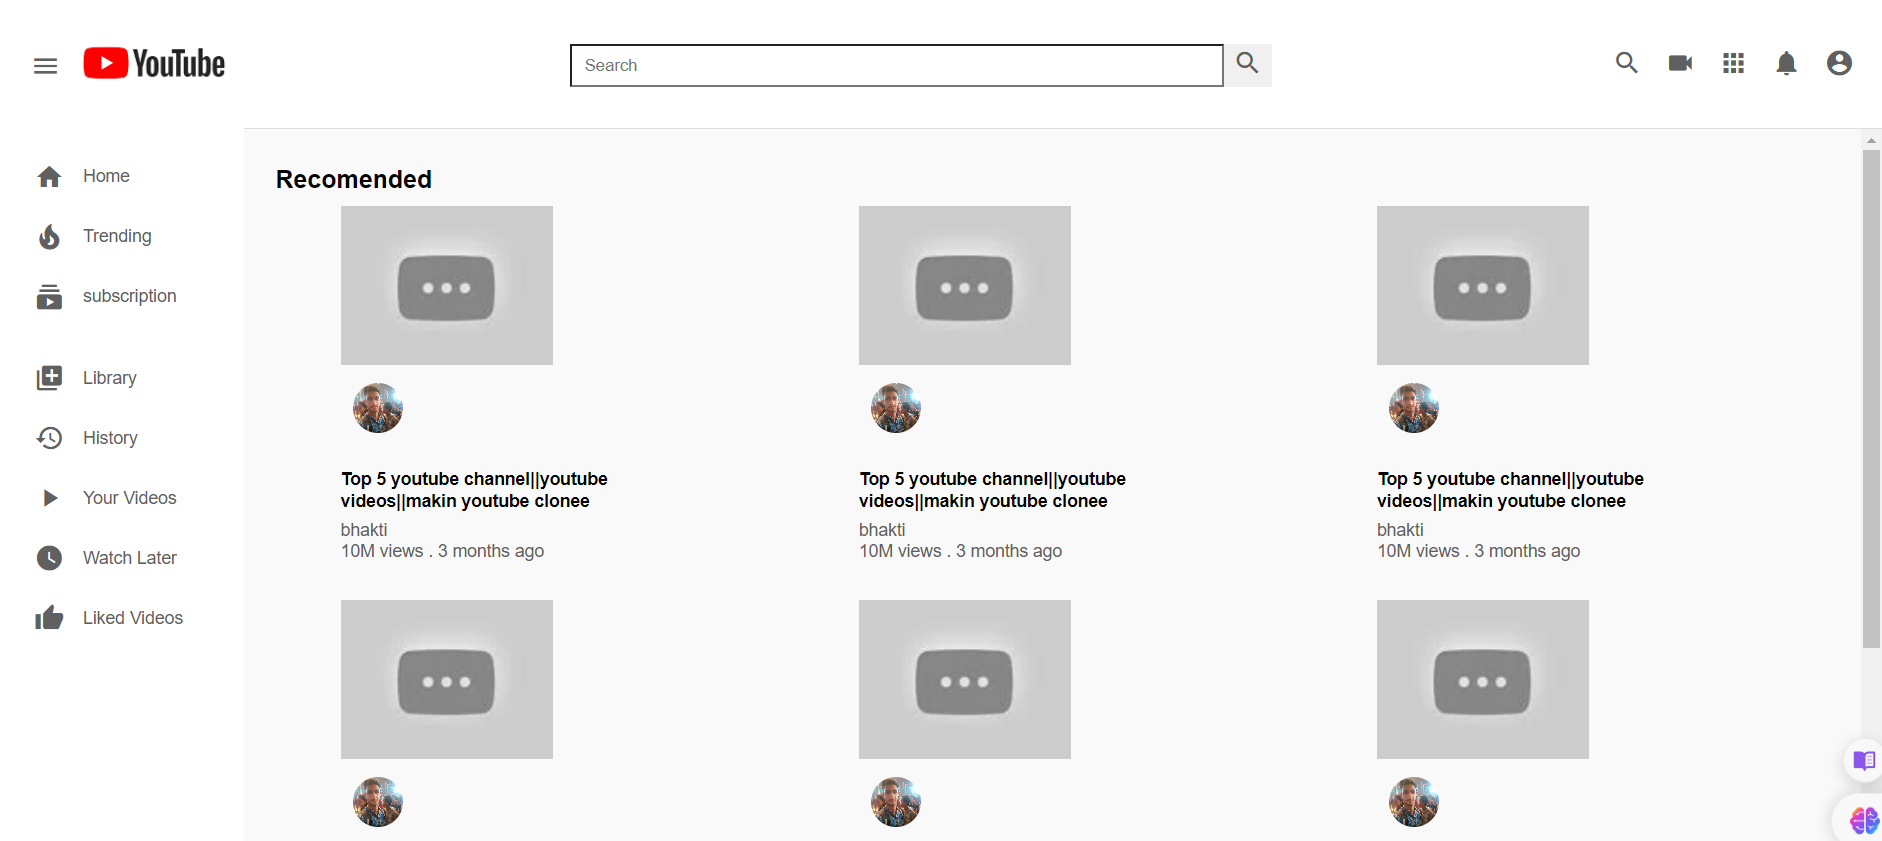 YouTube
Search
Home
Trending
subscription
Library
History
Your Videos
Watch Later
Liked Videos
Recomended
Top 5 youtube channel||youtube
videos||makin youtube clonee
bhakti
10M views . 3 months ago
Top 5 youtube channel||youtube
videos||makin youtube clonee
bhakti
10M views . 3 months ago
Top 5 youtube channel||youtube
videos||makin youtube clonee
bhakti
10M views . 3 months ago